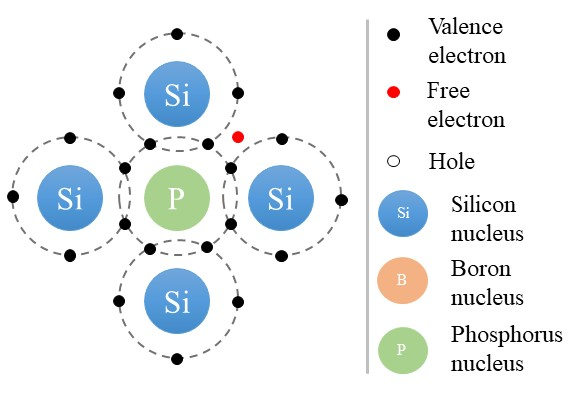 Si
Si
P
Si
Si
Valence
electron
Free
electron
Hole
Si
Silicon
nucleus
B
Boron
nucleus
P
Phosphorus
nucleus